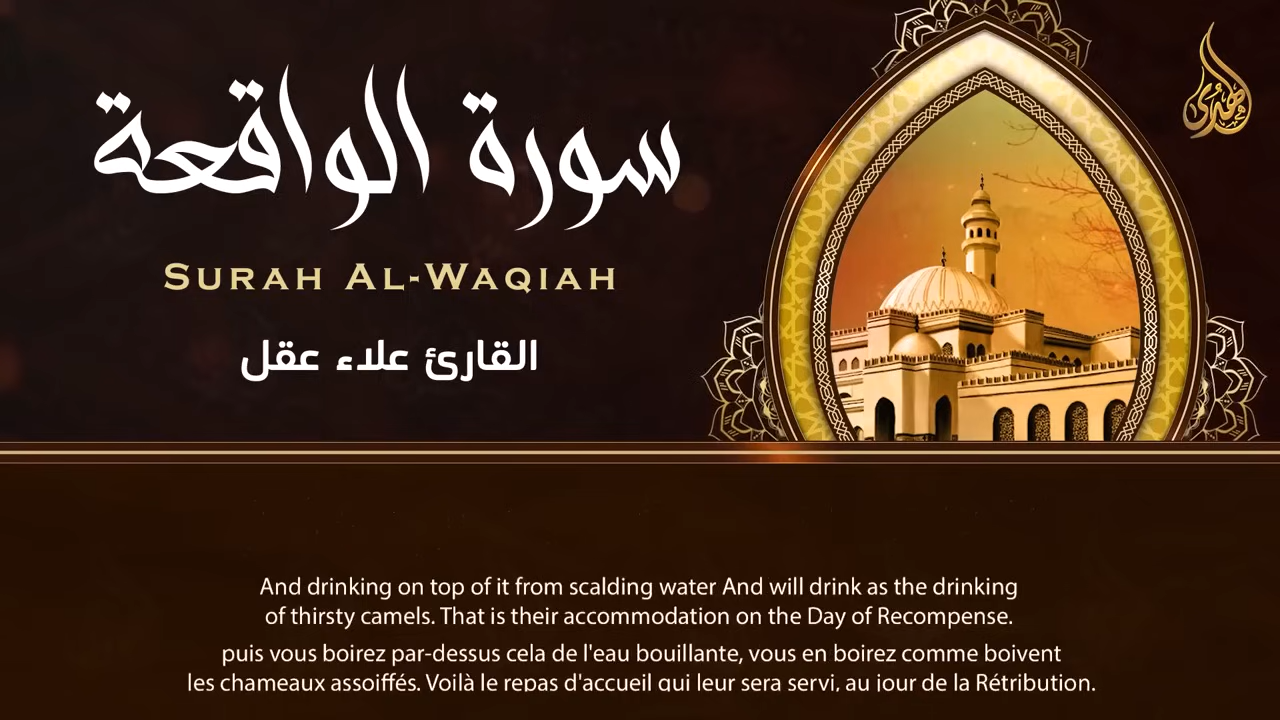 سورة الواقعة
الهدى
SURAH AL-WAQIAH
القارئ علاء عقل
And drinking on top of it from scalding water And will drink as the drinking
of thirsty camels. That is their accommodation on the Day of Recompense.
puis vous boirez par-dessus cela de l'eau bouillante, vous en boirez comme boivent
les chameaux assoiffés. Voilà le repas d'accueil qui leur sera servi, au jour de la Rétribution.